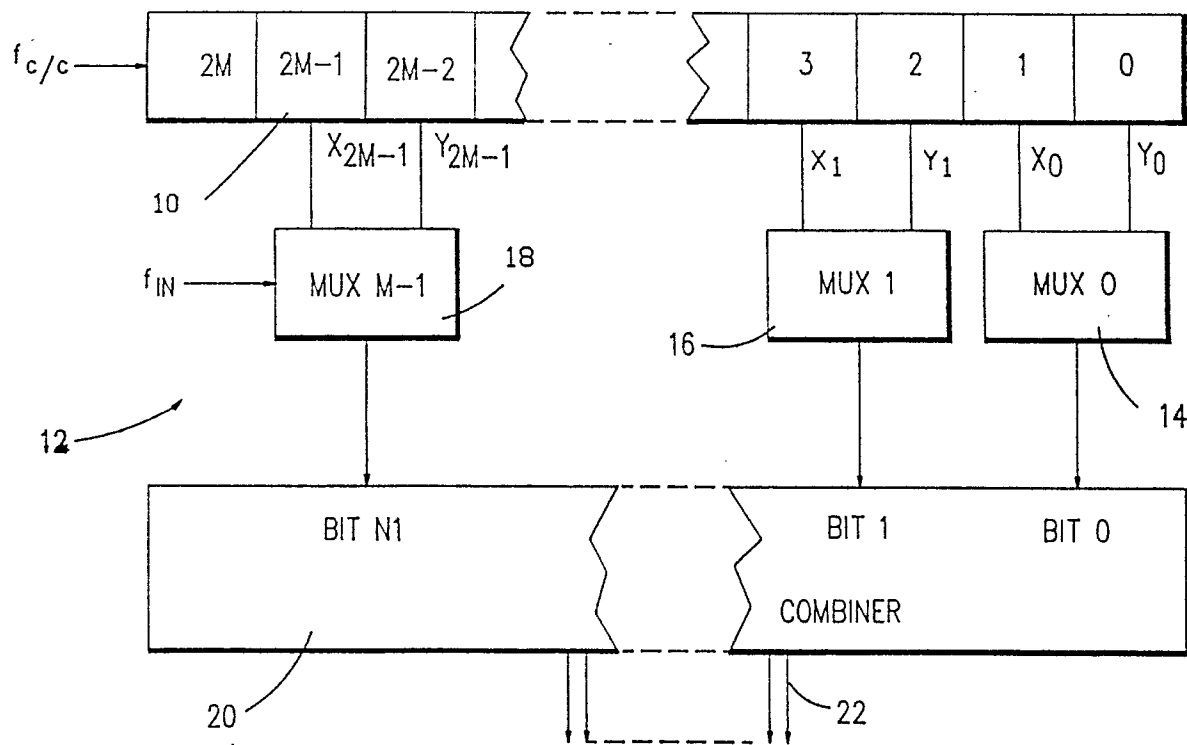 f_c/c
2M 2M-1 2M-2 3 2 1 0
X_2M-1 Y_2M-1 X_1 Y_1 X_0 Y_0
10
f_IN
MUX M-1 MUX 1 MUX 0
18
16
14
12
BIT N1 BIT 1 BIT 0
COMBINER
20
22